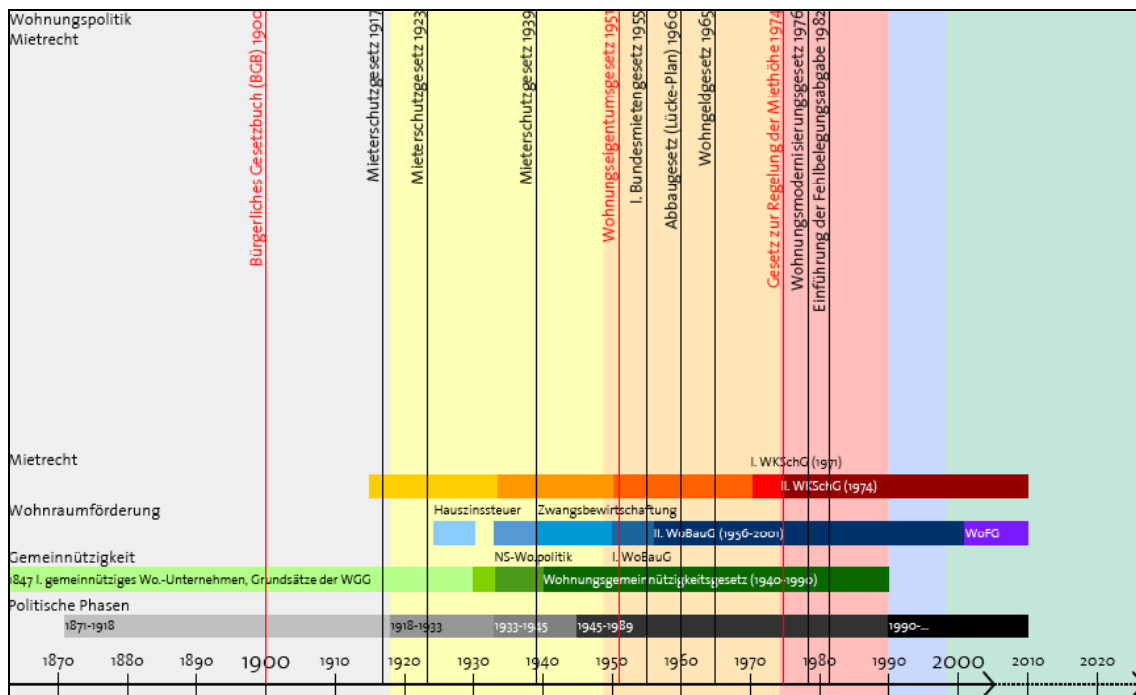 Wohnungspolitik
Mietrecht
Bürgerliches Gesetzbuch (BGB) 1900
Mieterschutzgesetz 1917
Mieterschutzgesetz 1923
Mieterschutzgesetz 1939
Wohnungseigentumsgesetz 1951
I. Bundesmietengesetz 1955
Abbaugesetz (Lücke-Plan) 1960
Wohngeldgesetz 1965
Gesetz zur Regelung der Miethöhe 1974
Wohnungsmodernisierungsgesetz 1976
Einführung der Fehlbelegungsabgabe 1982
Mietrecht
I. WKSchG (1971)
II. WKSchG (1974)
Wohnraumförderung
Hauszinssteuer
Zwangsbewirtschaftung
II. WoBauG (1956-2001)
WoFG
Gemeinnützigkeit
NS-Wo.politik
I. WoBauG
1847 I. gemeinnütziges Wo.-Unternehmen, Grundsätze der WGG
Wohnungsgemeinnützigkeitsgesetz (1940-1990)
Politische Phasen
1871-1918
1918-1933
1933-1945
1945-1989
1990-...
1870 1880 1890 1900 1910 1920 1930 1940 1950 1960 1970 1980 1990 2000 2010 2020